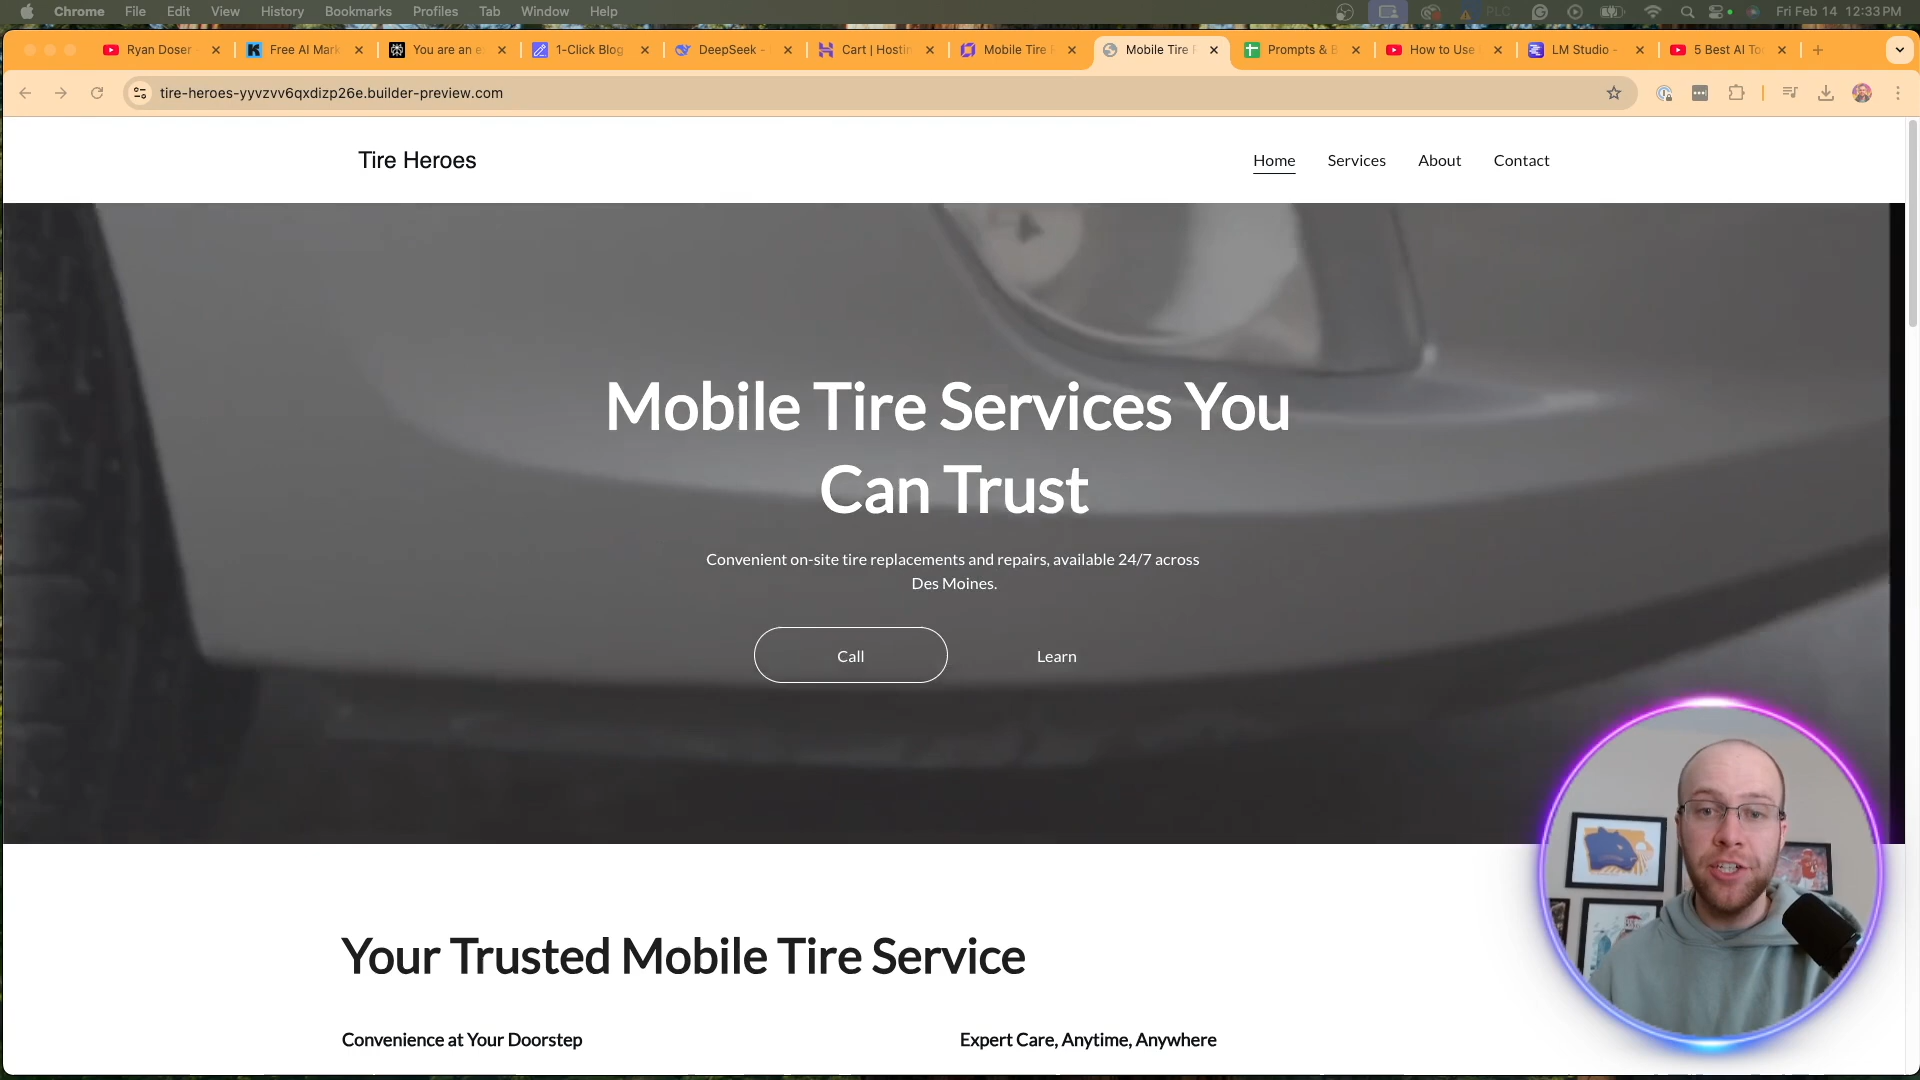 Chrome File Edit View History Bookmarks Profiles Tab Window Help PLC Fri Feb 14 12:33 PM
Ryan Doser Free AI Mark You are an e 1-Click Blog DeepSeek - Cart | Hostin Mobile Tire Mobile Tire Prompts & How to Use LM Studio - 5 Best AI To
tire-heroes-yyvzvv6qxdizp26e.builder-preview.com
Tire Heroes
Home Services About Contact
Mobile Tire Services You
Can Trust
Convenient on-site tire replacements and repairs, available 24/7 across
Des Moines.
Call Learn
Your Trusted Mobile Tire Service
Convenience at Your Doorstep Expert Care, Anytime, Anywhere